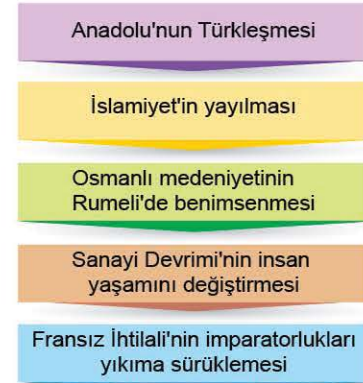 Anadolu'nun Türkleşmesi
İslamiyet'in yayılması
Osmanlı medeniyetinin
Rumeli'de benimsenmesi
Sanayi Devrimi'nin insan
yaşamını değiştirmesi
Fransız İhtilali'nin imparatorlukları
yıkıma sürüklemesi